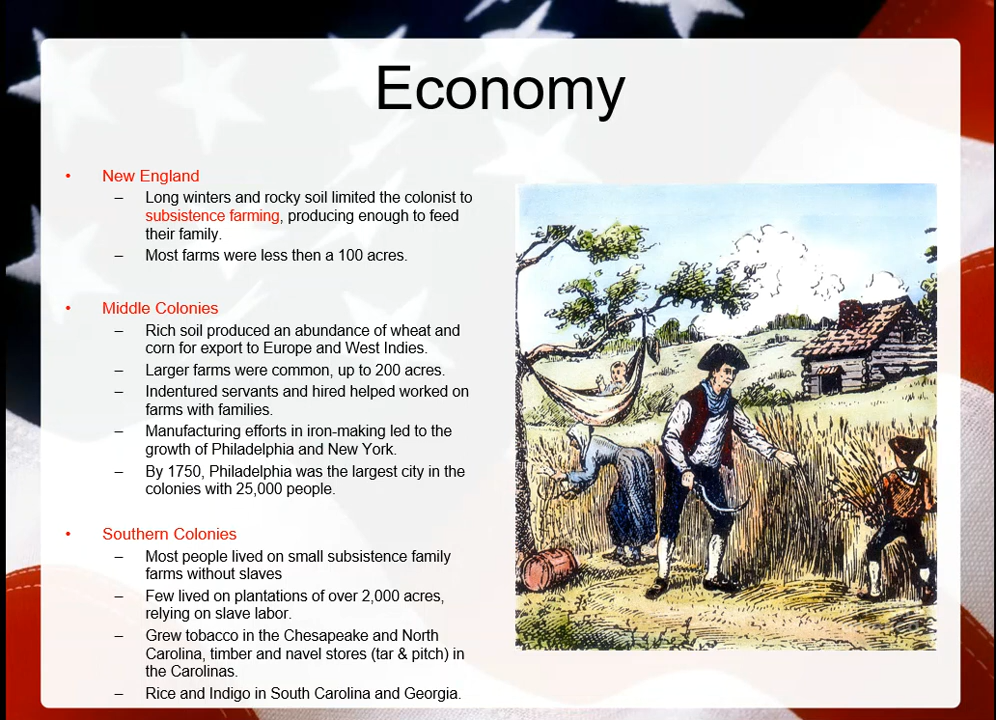 Economy
• New England
– Long winters and rocky soil limited the colonist to
subsistence farming, producing enough to feed
their family.
– Most farms were less then a 100 acres.
• Middle Colonies
– Rich soil produced an abundance of wheat and
corn for export to Europe and West Indies.
– Larger farms were common, up to 200 acres.
– Indentured servants and hired helped worked on
farms with families.
– Manufacturing efforts in iron-making led to the
growth of Philadelphia and New York.
– By 1750, Philadelphia was the largest city in the
colonies with 25,000 people.
• Southern Colonies
– Most people lived on small subsistence family
farms without slaves
– Few lived on plantations of over 2,000 acres,
relying on slave labor.
– Grew tobacco in the Chesapeake and North
Carolina, timber and navel stores (tar & pitch) in
the Carolinas.
– Rice and Indigo in South Carolina and Georgia.